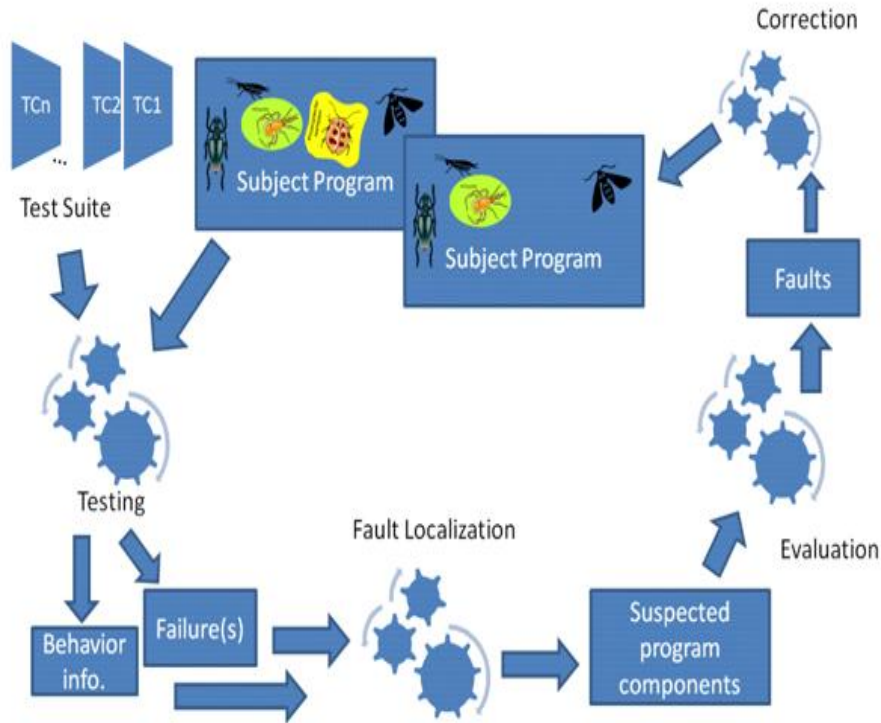 Correction
TCn
TC2
TC1
...
Test Suite
Subject Program
Subject Program
Faults
Testing
Fault Localization
Evaluation
Behavior
info.
Failure(s)
Suspected
program
components